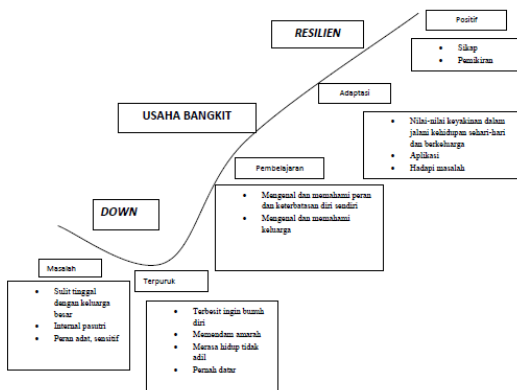 Positif
RESILIEN
• Sikap
• Pemikiran
Adaptasi
USAHA BANGKIT
• Nilai-nilai keyakinan dalam
jalani kehidupan sehari-hari
dan berkeluarga
• Aplikasi
• Hadapi masalah
Pembelajaran
• Mengenal dan memahami peran
dan keterbatasan diri sendiri
• Mengenal dan memahami
keluarga
DOWN
Masalah
• Sulit tinggal
dengan keluarga
besar
• Internal pasutri
• Peran adat, sensitif
Terpuruk
• Terbesit ingin bunuh
diri
• Memendam amarah
• Merasa hidup tidak
adil
• Pernah datar